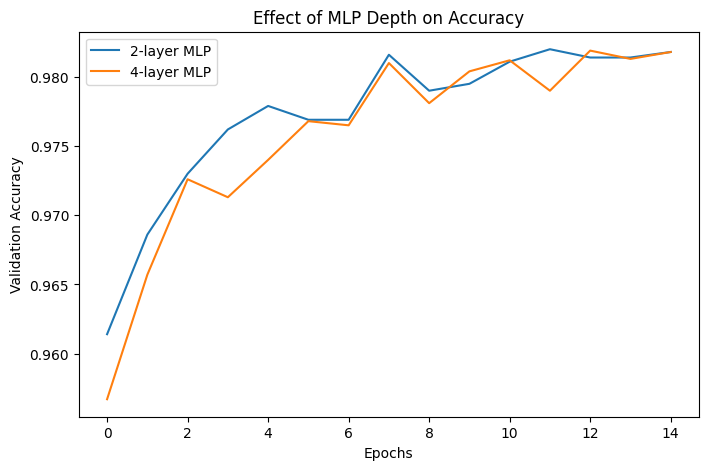 Effect of MLP Depth on Accuracy
2-layer MLP
4-layer MLP
Validation Accuracy
0.980
0.975
0.970
0.965
0.960
0 2 4 6 8 10 12 14
Epochs